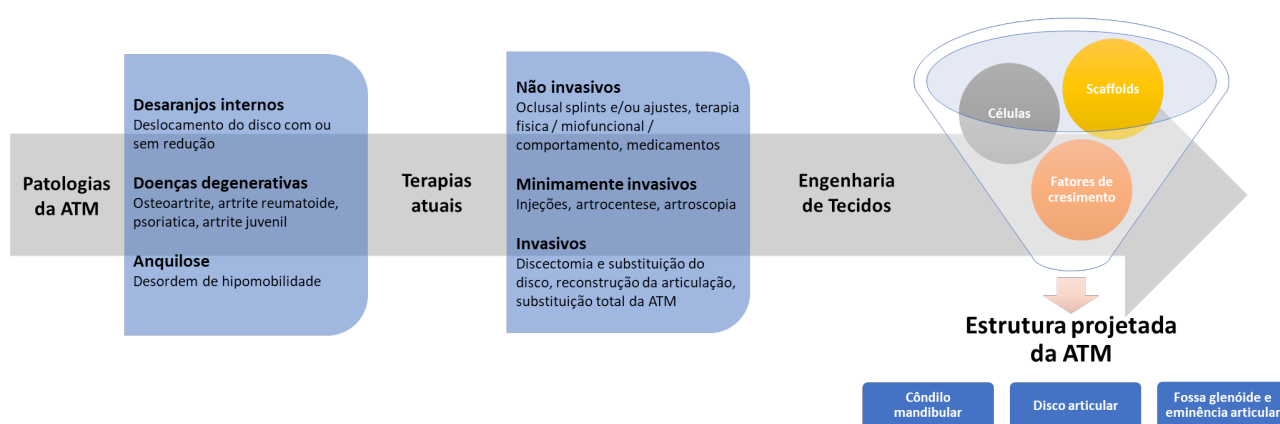 Patologias
da ATM
Desaranjos internos
Deslocamento do disco com ou
sem redução
Doenças degenerativas
Osteoartrite, artrite reumatoide,
psoriatica, artrite juvenil
Anquilose
Desordem de hipomobilidade
Terapias
atuais
Não invasivos
Oclusal splints e/ou ajustes, terapia
fisica / miofuncional /
comportamento, medicamentos
Minimamente invasivos
Injeções, artrocentese, artroscopia
Invasivos
Discectomia e substituição do
disco, reconstrução da articulação,
substituição total da ATM
Engenharia
de Tecidos
Células
Scaffolds
Fatores de
cresimento
Estrutura projetada
da ATM
Côndilo
mandibular
Disco articular
Fossa glenóide e
eminência articular